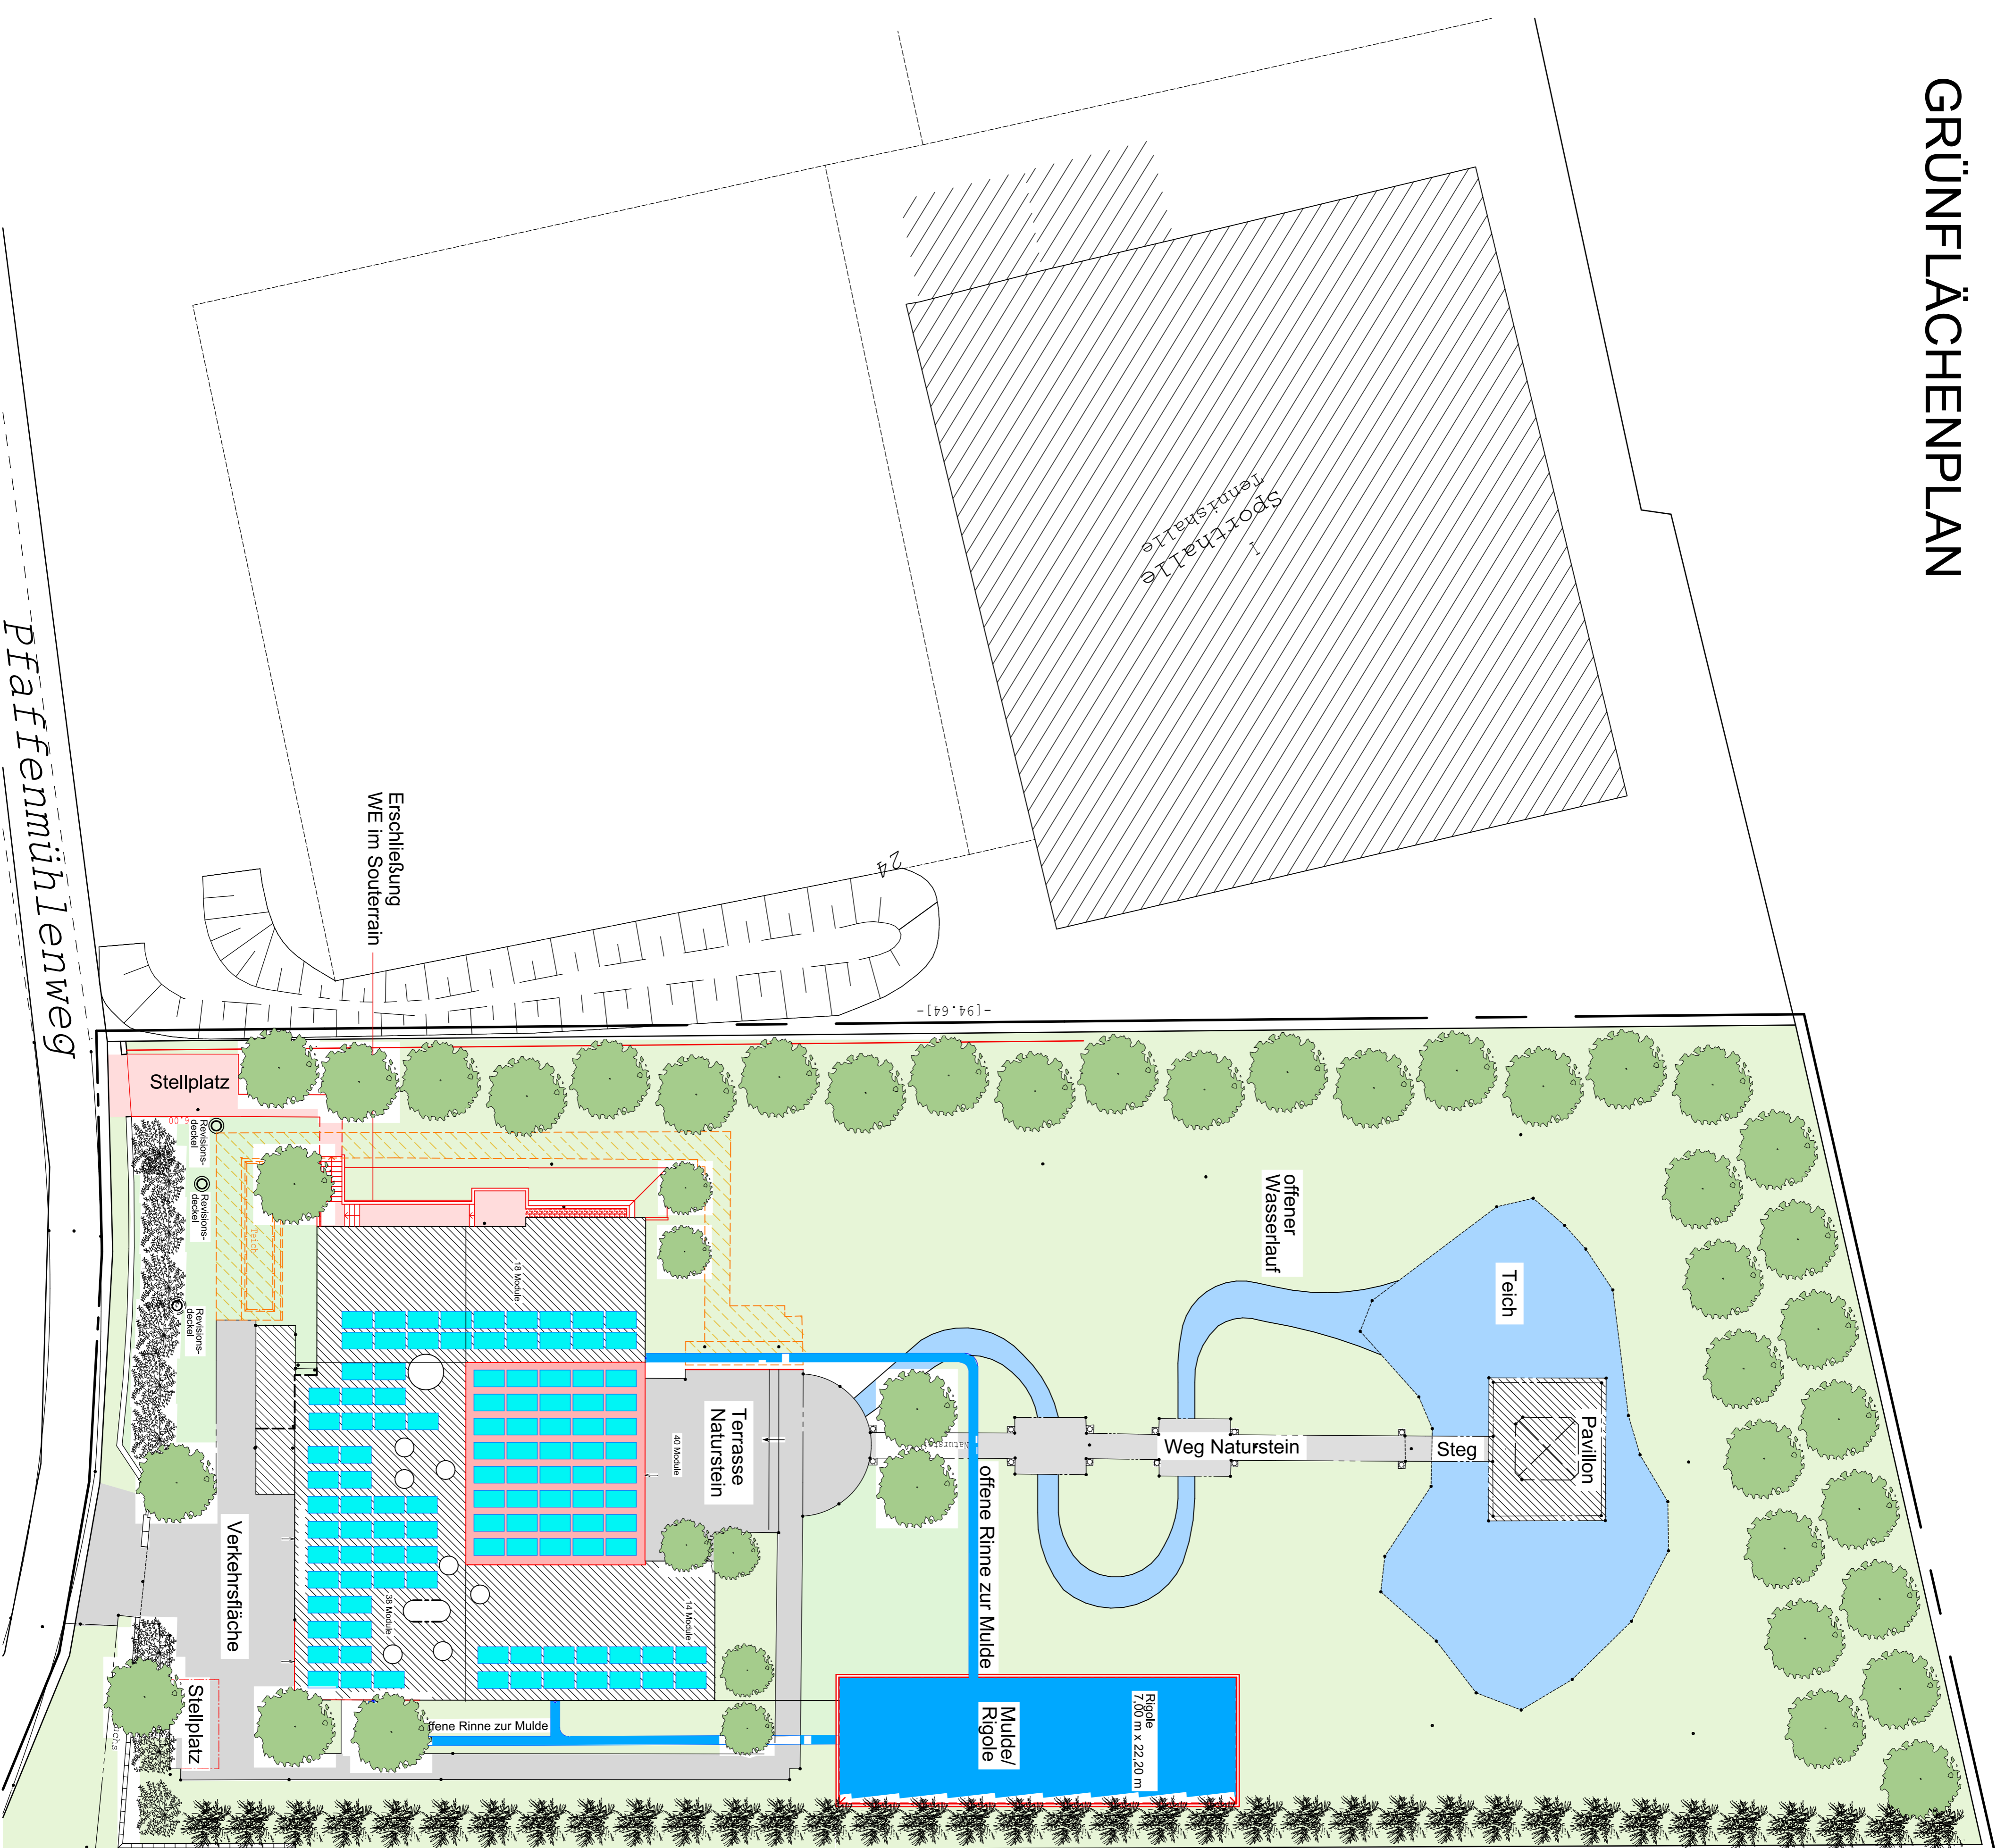 GRÜNFLÄCHENPLAN
Sporthalle
Tennishalle
I
24
Pfaffenmühlenweg
Erschließung
WE im Souterrain
-[94.64]-
Stellplatz
Revisions-
deckel
Revisions-
deckel
Revisions-
deckel
18 Module
40 Module
38 Module
14 Module
Terrasse
Naturstein
offener
Wasserlauf
Teich
Pavillon
Steg
Weg Naturstein
offene Rinne zur Mulde
Verkehrsfläche
Stellplatz
ffene Rinne zur Mulde
Mulde/
Rigole
Rigole
7,00 m x 22,20 m